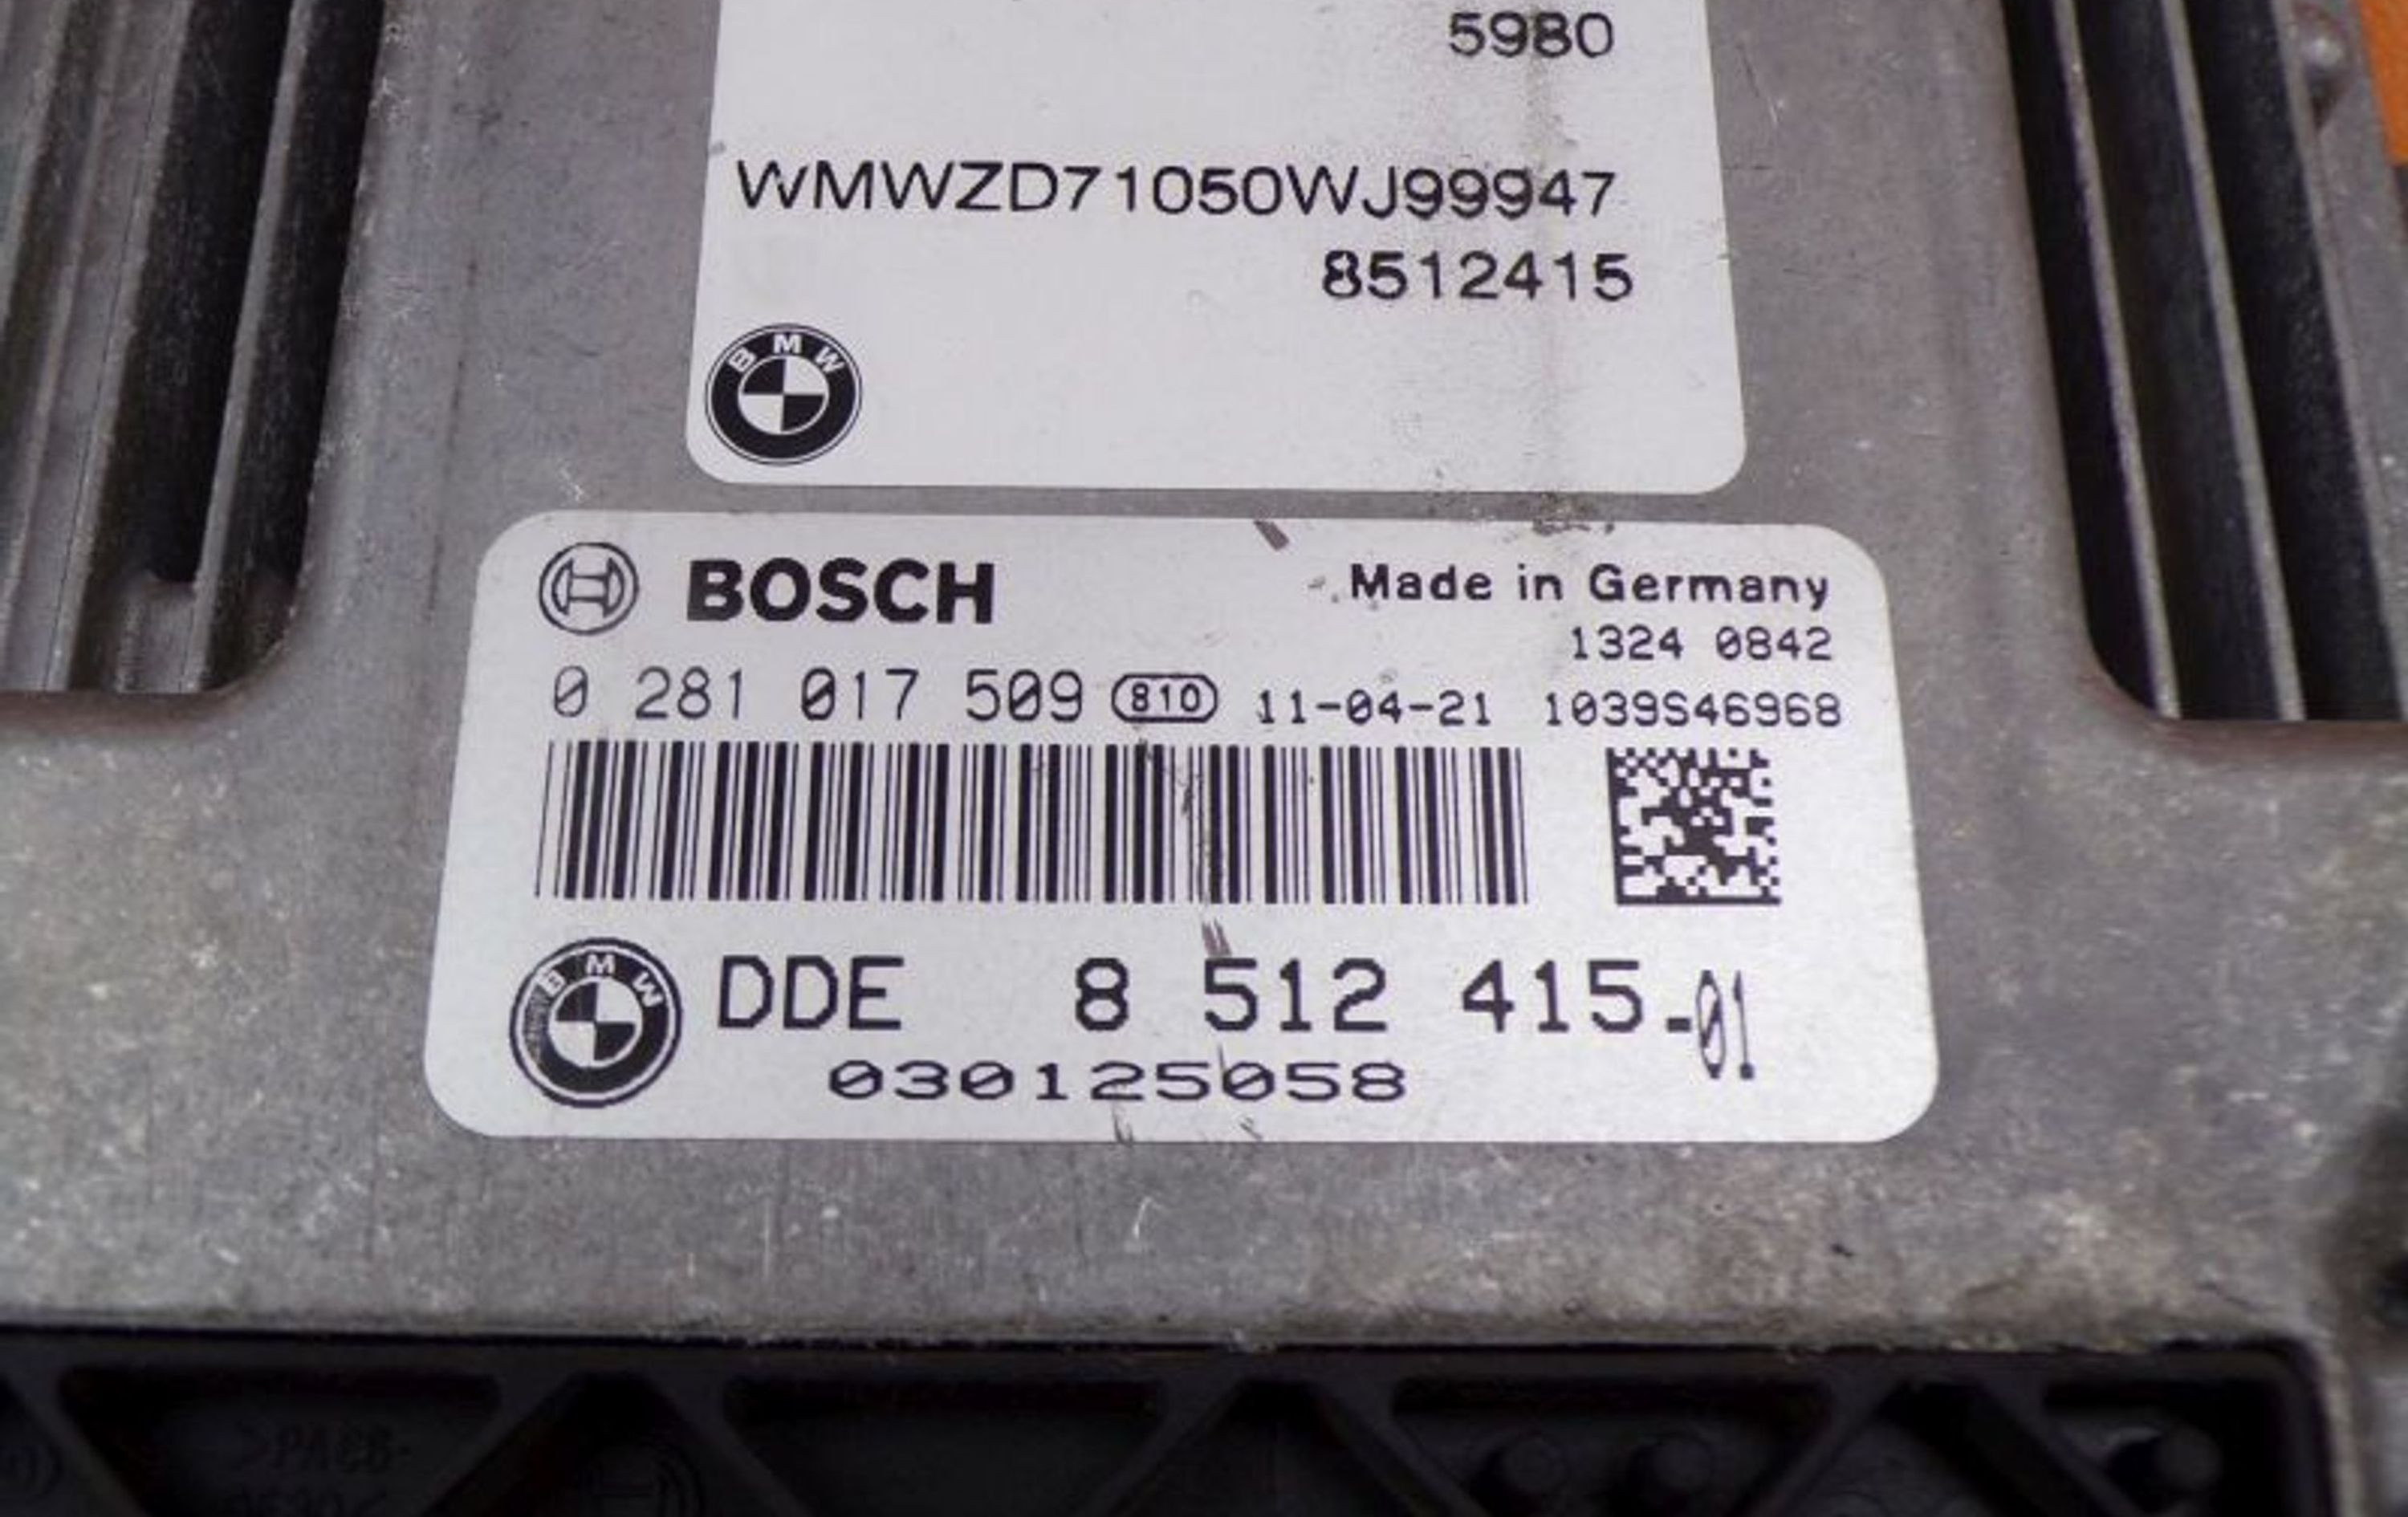 5980
WMWZD71050WJ99947
8512415
BMW
BOSCH
Made in Germany
1324 0842
0 281 017 509 810 11-04-21 1039S46968
BMW
DDE 8 512 415-01
030125058